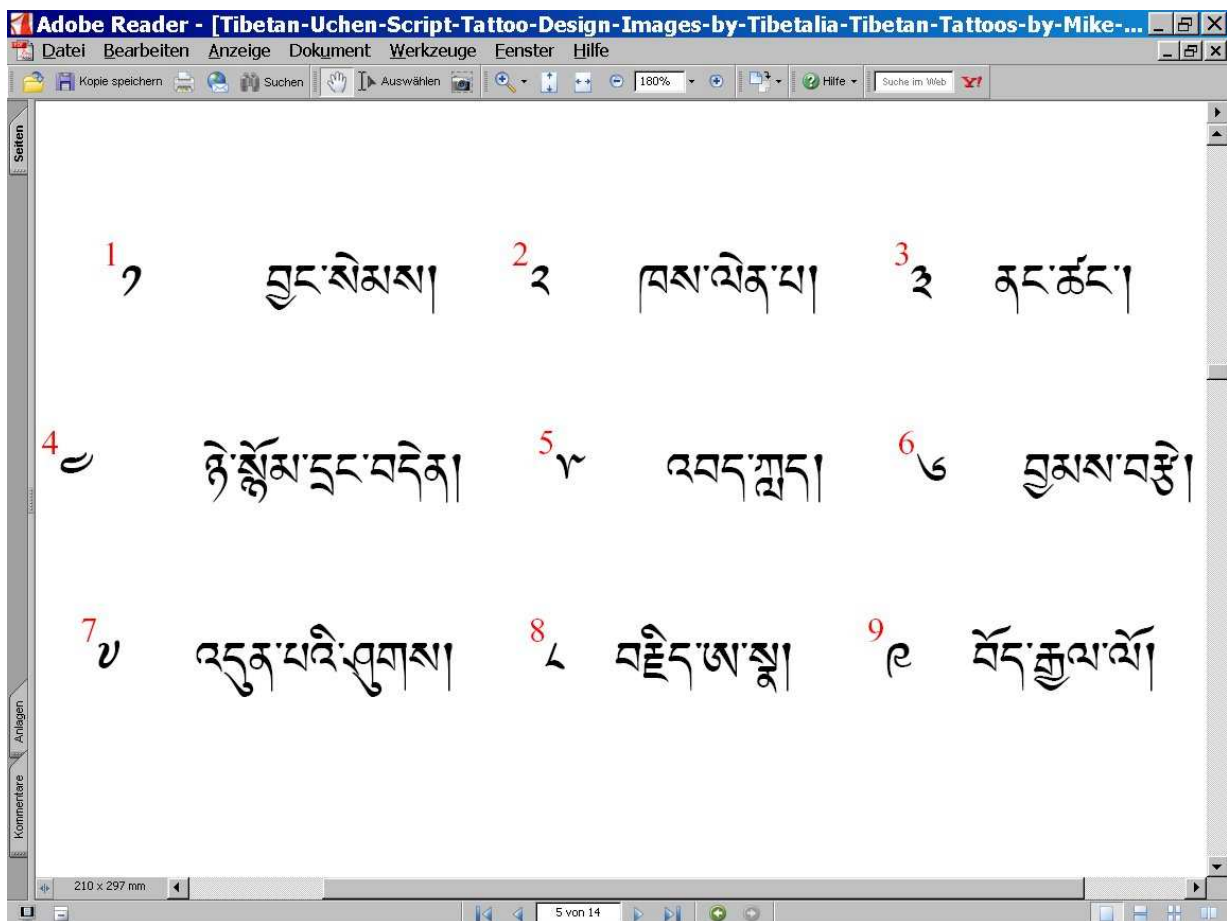 Adobe Reader - [Tibetan-Uchen-Script-Tattoo-Design-Images-by-Tibetalia-Tibetan-Tattoos-by-Mike-...
Datei Bearbeiten Anzeige Dokument Werkzeuge Fenster Hilfe
Kopie speichern Suchen Auswählen 180% Hilfe Suche im Web Y!
Seiten
1 ༡ བྱང་སེམས། 2 ༢ ཁས་ལེན་པ། 3 ༣ ནང་ཚང་།
4 ༤ ཉེ་སྙོམ་དྲང་བདེན། 5 ༥ འབད་ཀླད། 6 ༦ བྱམས་བརྩེ།
7 ༧ འདུན་པའི་ཤུགས། 8 ༨ བརྗིད་ཨ་སྣ། 9 ༩ བོད་རྒྱལ་ལོ།
Anlagen
Kommentare
210 x 297 mm
5 von 14